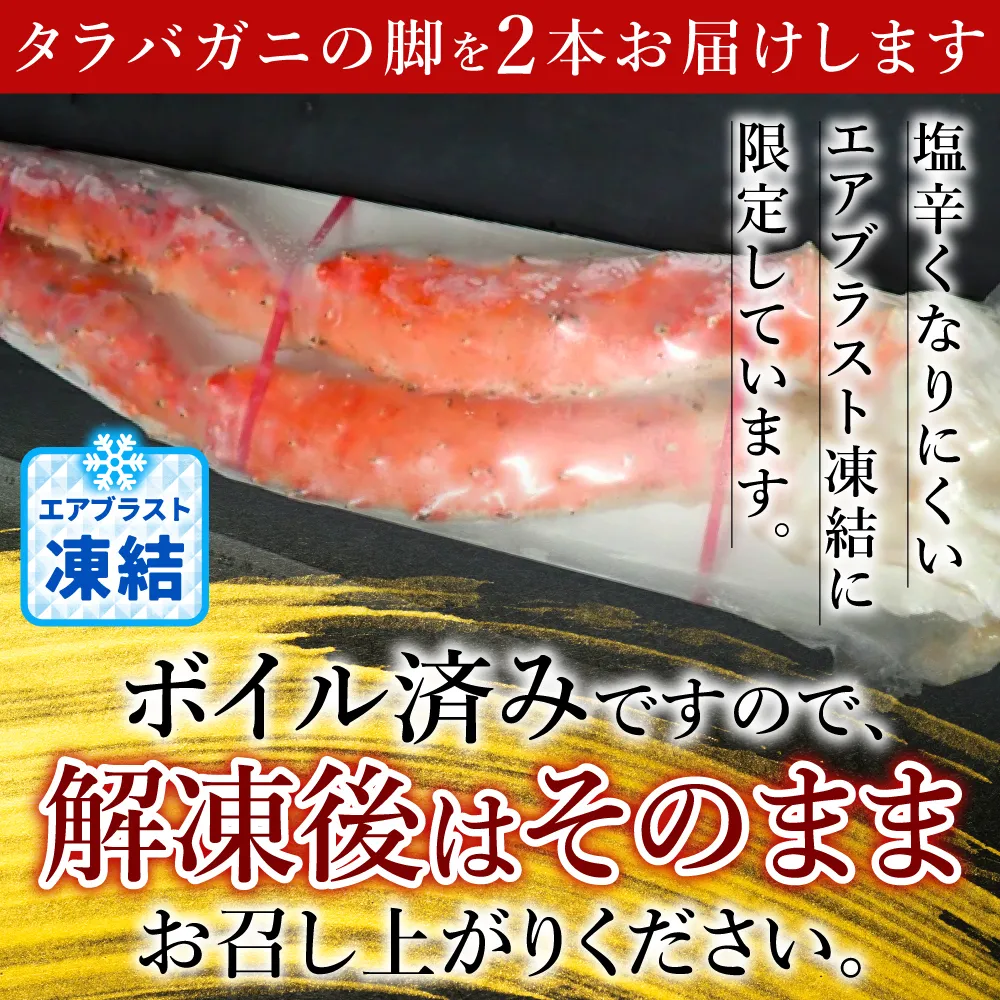 タラバガニの脚を2本お届けします
塩辛くなりにくい
エアブラスト凍結に
限定しています。
エアブラスト
凍結
ボイル済みですので、
解凍後はそのまま
お召し上がりください。